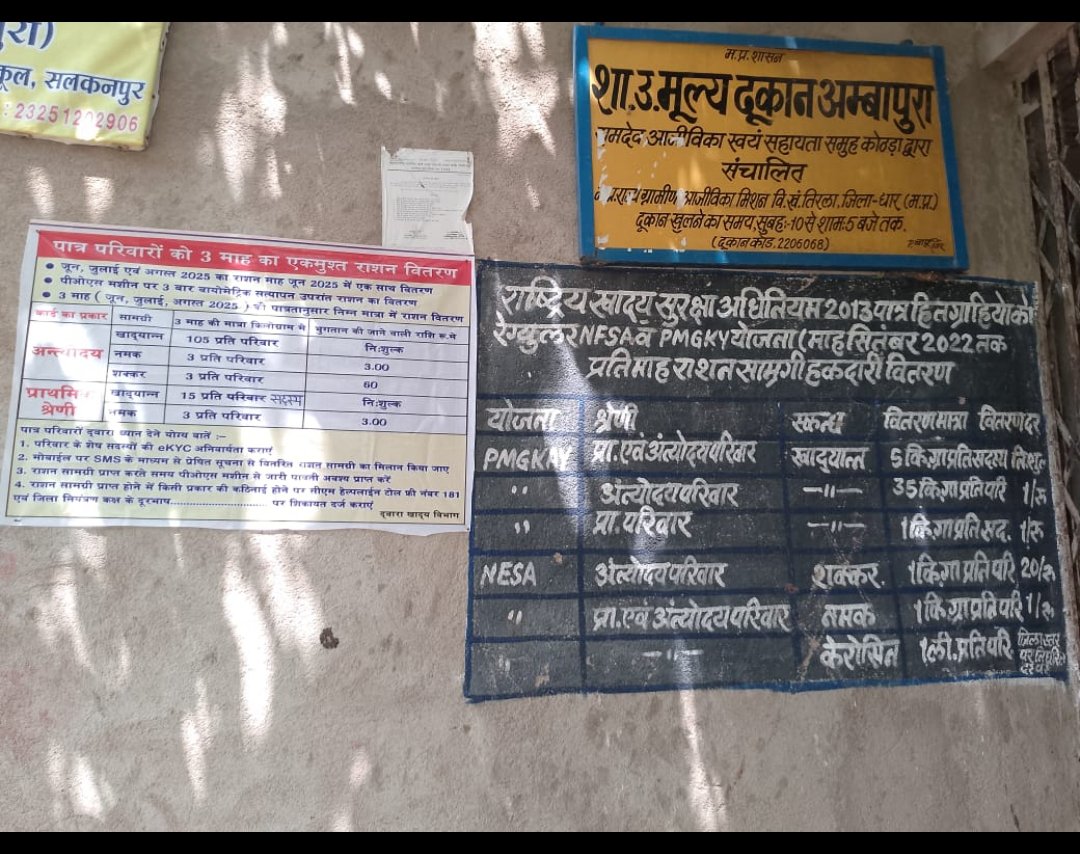 रा)
कूल, सलकनपुर
: 23251202906
म.प्र. शासन
शा.उ.मूल्य दूकान अम्बापुरा
आजीविका स्वयं सहायता समुह कोठड़ा द्वारा
संचालित
ग्रामीण आजीविका मिशन वि.खं.तिरला.जिला-धार (म.प्र.)
दूकान खुलने का समय,सुबहः-10 से शामः5 बजे तक.
(दूकान कोड. 2206068)
पात्र परिवारों को 3 माह का एकमुश्त राशन वितरण
• जून, जुलाई एवं अगस्त 2025 का राशन माह जून 2025 में एक साथ वितरण
• पीओएस मशीन पर 3 बार बायोमेट्रिक सत्यापन उपरांत राशन का वितरण
• 3 माह ( जून, जुलाई, अगस्त 2025 ) की पात्रतानुसार निम्न मात्रा में राशन वितरण
कार्ड का प्रकार सामग्री 3 माह की मात्रा किलोग्राम में भुगतान की जाने वाली राशि रू.में
अन्त्योदय खाद्यान्न 105 प्रति परिवार निःशुल्क
नमक 3 प्रति परिवार 3.00
शक्कर 3 प्रति परिवार 60
प्राथमिक श्रेणी खाद्यान्न 15 प्रति परिवार सदस्य निःशुल्क
नमक 3 प्रति परिवार 3.00
पात्र परिवारों द्वारा ध्यान देने योग्य बातें :–
1. परिवार के शेष सदस्यों की eKYC अनिवार्यता कराएं
2. मोबाईल पर SMS के माध्यम से प्रेषित सूचना से वितरित राशन सामग्री का मिलान किया जाए
3. राशन सामग्री प्राप्त करते समय पीओएस मशीन से जारी पावती अवश्य प्राप्त करें
4. राशन सामग्री प्राप्त होने में किसी प्रकार की कठिनाई होने पर सीएम हेल्पलाईन टोल फ्री नंबर 181
एवं जिला नियंत्रण कक्ष के दूरभाष.............................. पर शिकायत दर्ज कराएं
द्वारा खाद्य विभाग
राष्ट्रिय खाद्य सुरक्षा अधिनियम 2013 पात्र हितग्राहियो को
रेग्युलर NFSA व PMGKY योजना (माह सितंबर 2022 तक
प्रतिमाह राशन सामग्री हकदारी वितरण
योजना श्रेणी स्कन्ध वितरणमात्रा वितरणदर
PMGKAY प्रा.एवं अंत्योदय परिवार खाद्यान्न 5 कि.ग्रा प्रति सदस्य निःशुल
" अंत्योदय परिवार —॥— 35 कि.ग्रा प्रति परि 1/रू
" प्रा.परिवार —॥— 1 कि.ग्रा प्रति सद. 1/रू
NFSA अंत्योदय परिवार शक्कर. 1 कि.ग्रा प्रति परि 20/रू
" प्रा.एवं अंत्योदय परिवार नमक 1 कि.ग्रा प्रति परि 1/रू
" —॥— केरोसिन 1 ली. प्रति परि. जिला स्तर